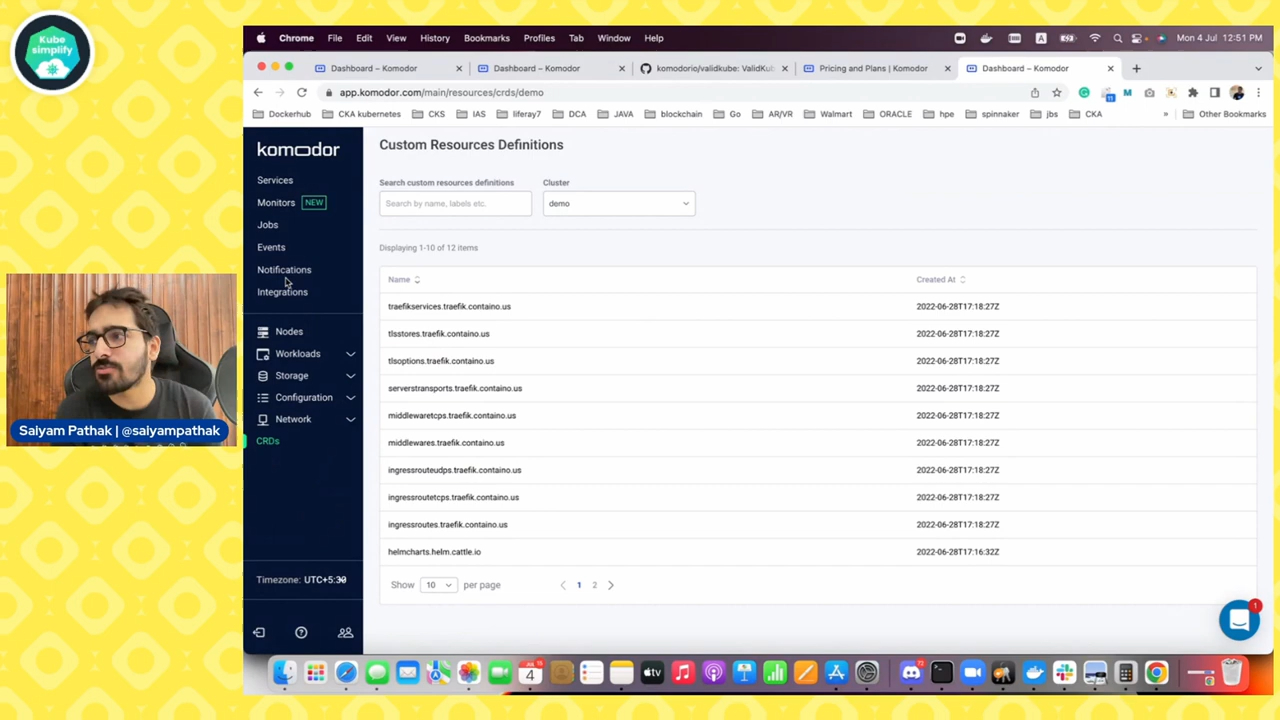 Kube
simplify
Chrome File Edit View History Bookmarks Profiles Tab Window Help
A
Mon 4 Jul 12:51 PM
Dashboard – Komodor
Dashboard – Komodor
komodorio/validkube: ValidKub
Pricing and Plans | Komodor
Dashboard – Komodor
app.komodor.com/main/resources/crds/demo
M
Dockerhub CKA kubernetes CKS IAS liferay7 DCA JAVA blockchain Go AR/VR Walmart ORACLE hpe spinnaker jbs CKA » Other Bookmarks
komodor
Services
Monitors NEW
Jobs
Events
Notifications
Integrations
Nodes
Workloads
Storage
Configuration
Network
CRDs
Timezone: UTC+5:30
Custom Resources Definitions
Search custom resources definitions Cluster
Search by name, labels etc. demo
Displaying 1-10 of 12 items
Name Created At
traefikservices.traefik.containo.us 2022-06-28T17:18:27Z
tlsstores.traefik.containo.us 2022-06-28T17:18:27Z
tlsoptions.traefik.containo.us 2022-06-28T17:18:27Z
serverstransports.traefik.containo.us 2022-06-28T17:18:27Z
middlewaretcps.traefik.containo.us 2022-06-28T17:18:27Z
middlewares.traefik.containo.us 2022-06-28T17:18:27Z
ingressrouteudps.traefik.containo.us 2022-06-28T17:18:27Z
ingressroutetcps.traefik.containo.us 2022-06-28T17:18:27Z
ingressroutes.traefik.containo.us 2022-06-28T17:18:27Z
helmcharts.helm.cattle.io 2022-06-28T17:16:32Z
Show 10 per page 1 2
1
Saiyam Pathak | @saiyampathak
JUL
4
tv